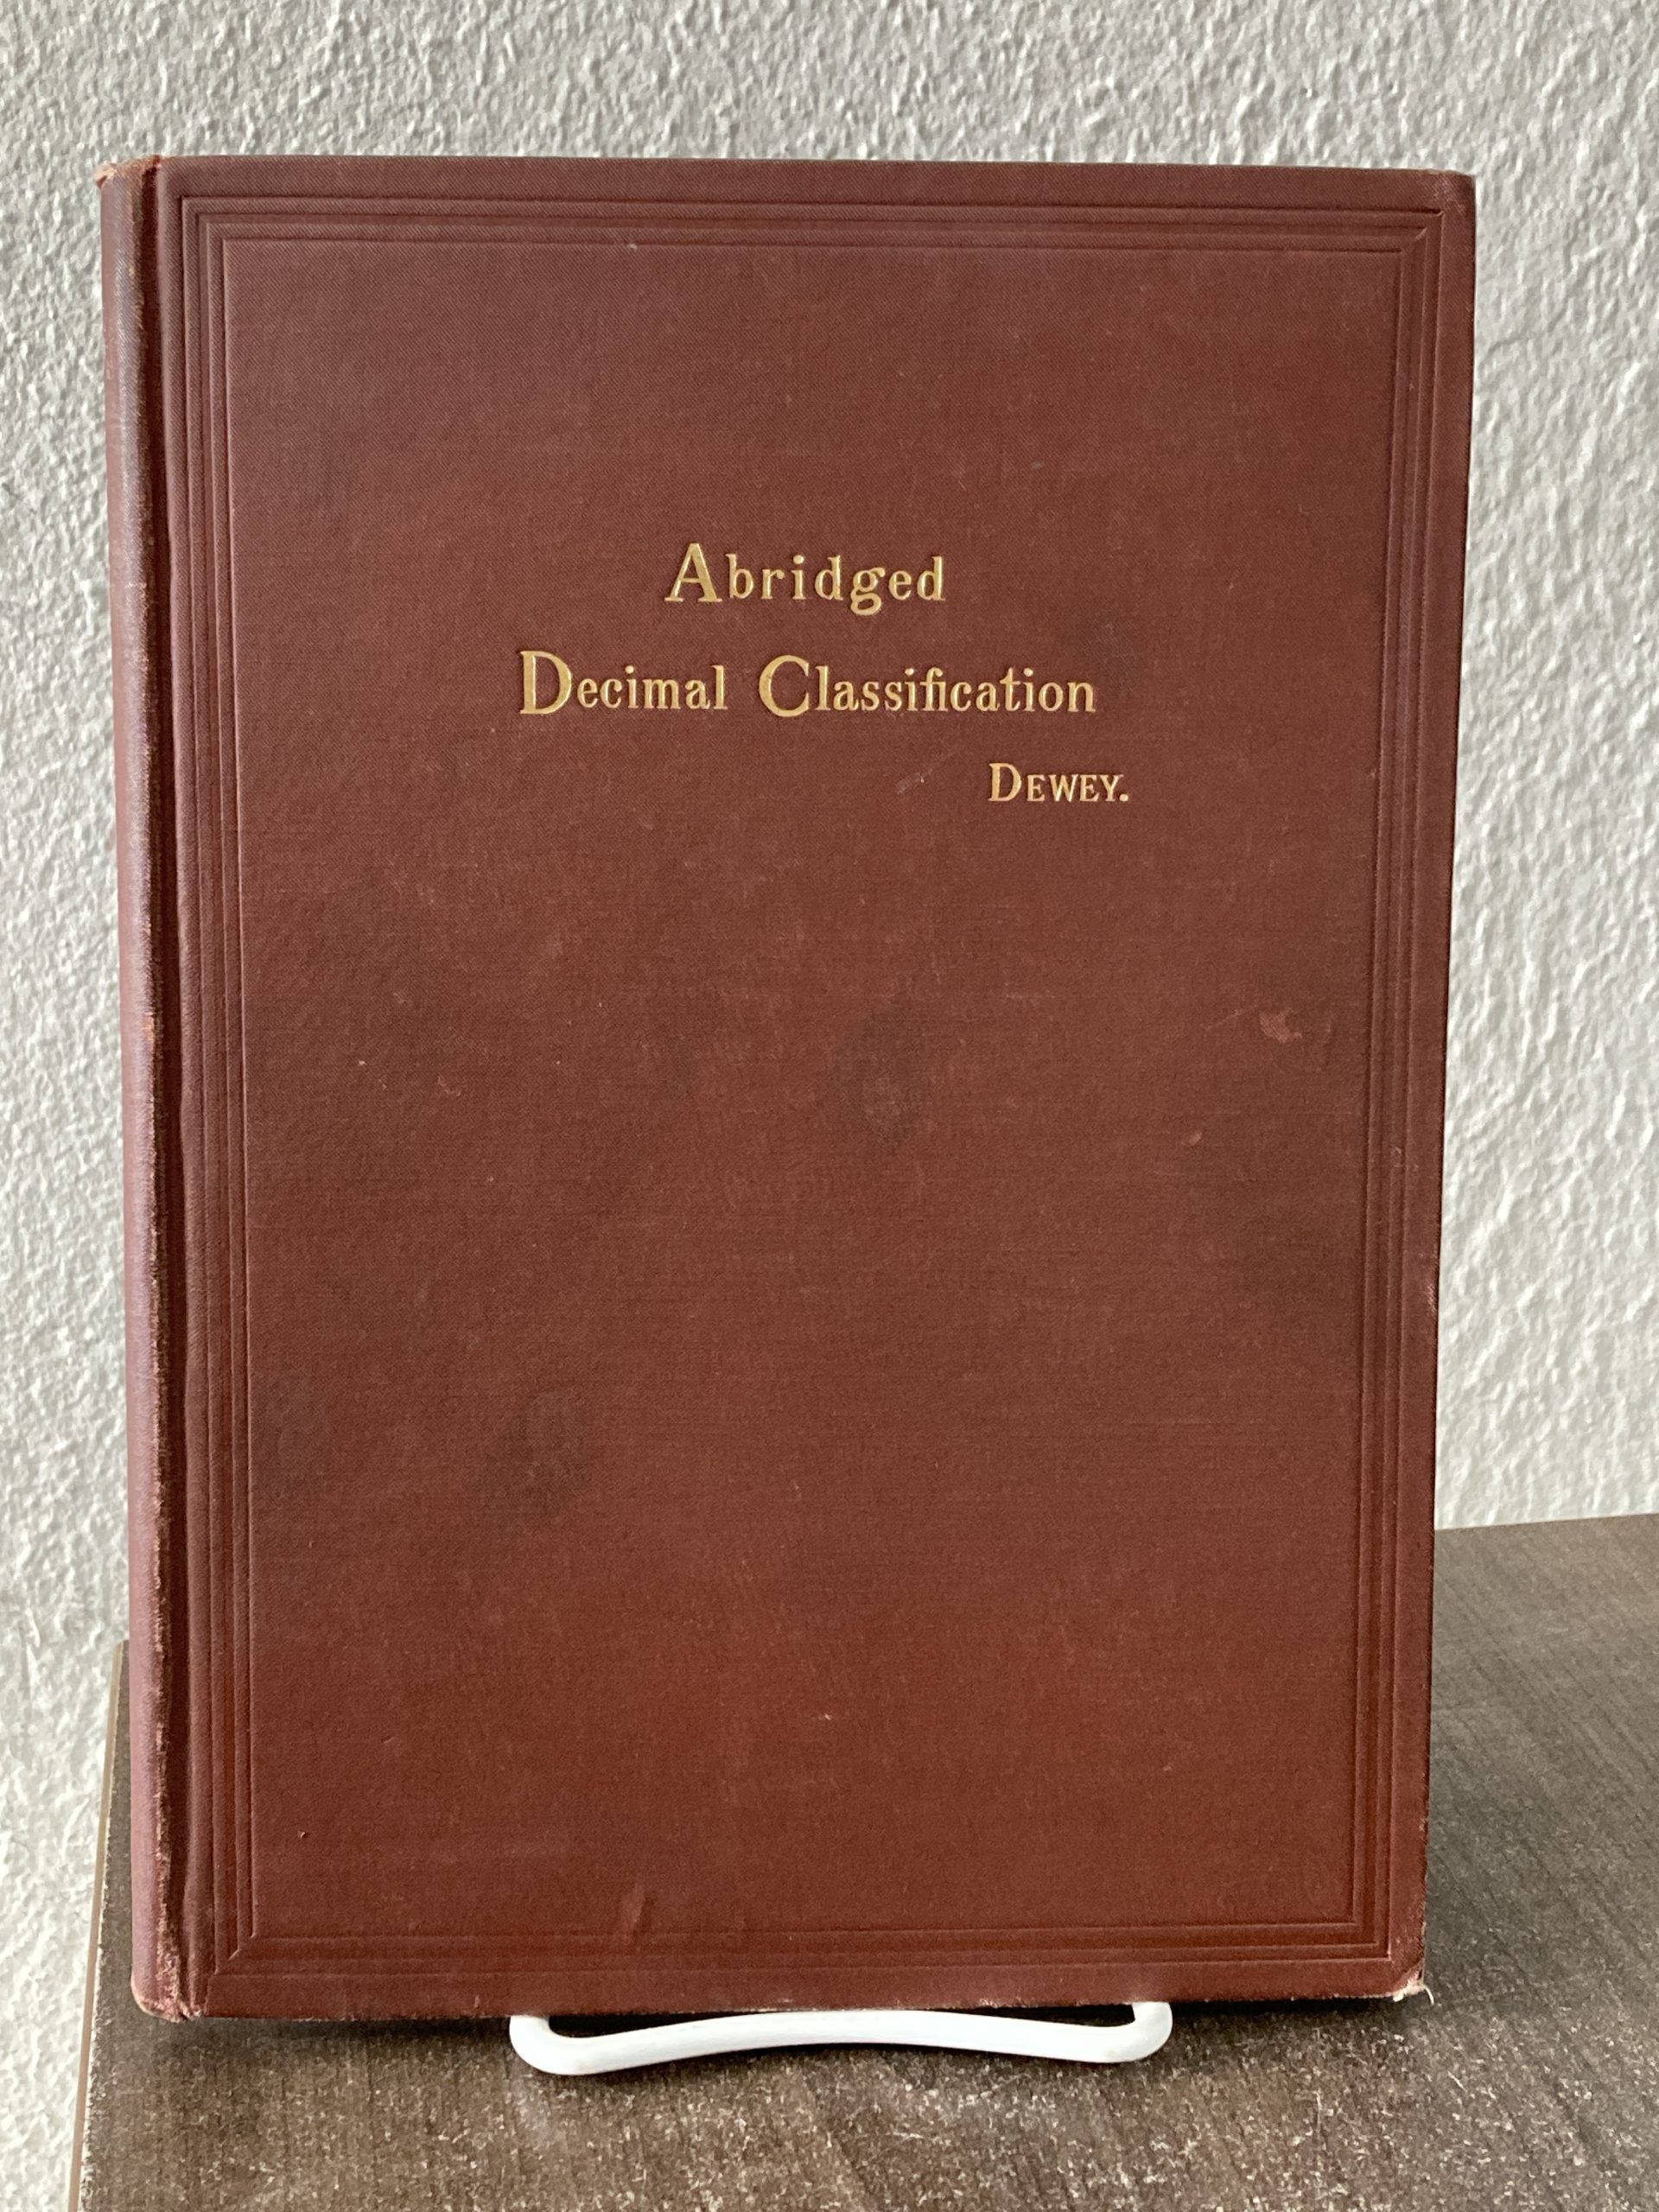 Abridged
Decimal Classification
DEWEY.